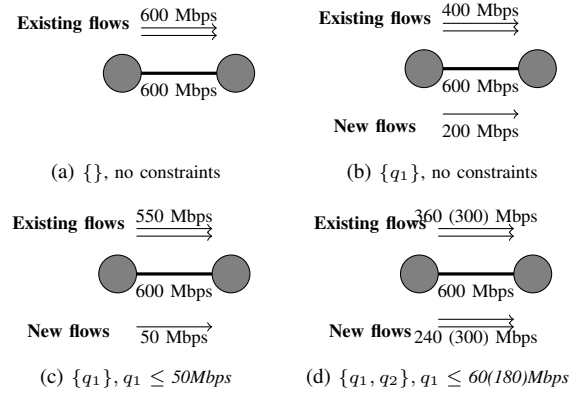 600 Mbps
Existing flows
600 Mbps
(a) {}, no constraints
400 Mbps
Existing flows
600 Mbps
New flows
200 Mbps
(b) {q1}, no constraints
550 Mbps
Existing flows
600 Mbps
New flows
50 Mbps
(c) {q1}, q1 ≤ 50Mbps
360 (300) Mbps
Existing flows
600 Mbps
New flows
240 (300) Mbps
(d) {q1, q2}, q1 ≤ 60(180)Mbps